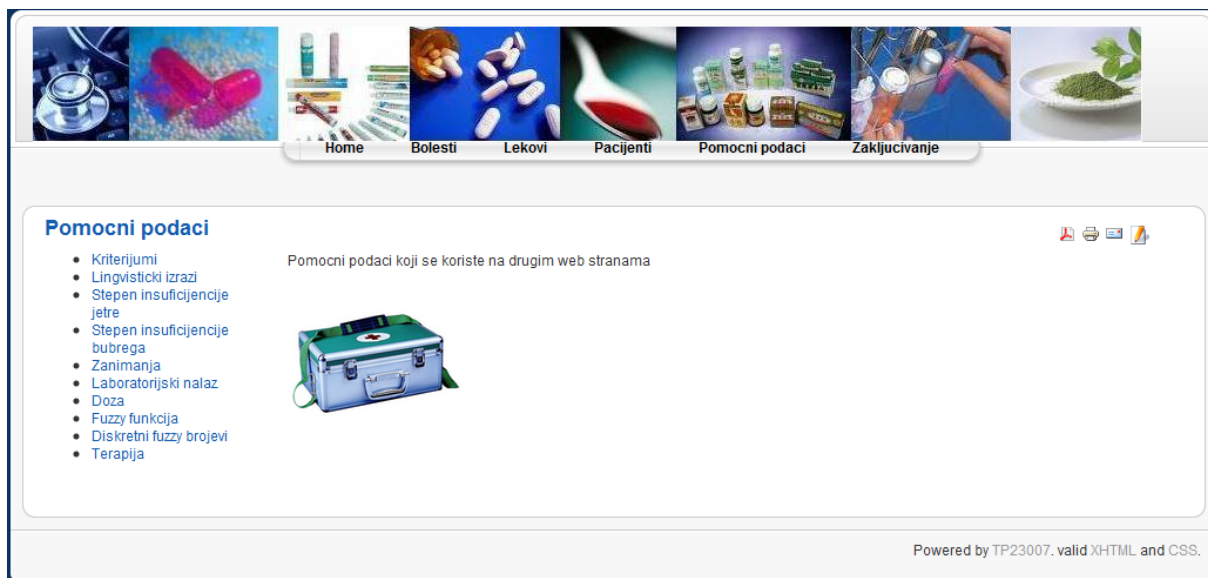 Home Bolesti Lekovi Pacijenti Pomocni podaci Zakljucivanje
Pomocni podaci
Kriterijumi
Lingvisticki izrazi
Stepen insuficijencije
jetre
Stepen insuficijencije
bubrega
Zanimanja
Laboratorijski nalaz
Doza
Fuzzy funkcija
Diskretni fuzzy brojevi
Terapija
Pomocni podaci koji se koriste na drugim web stranama
Powered by TP23007. valid XHTML and CSS.